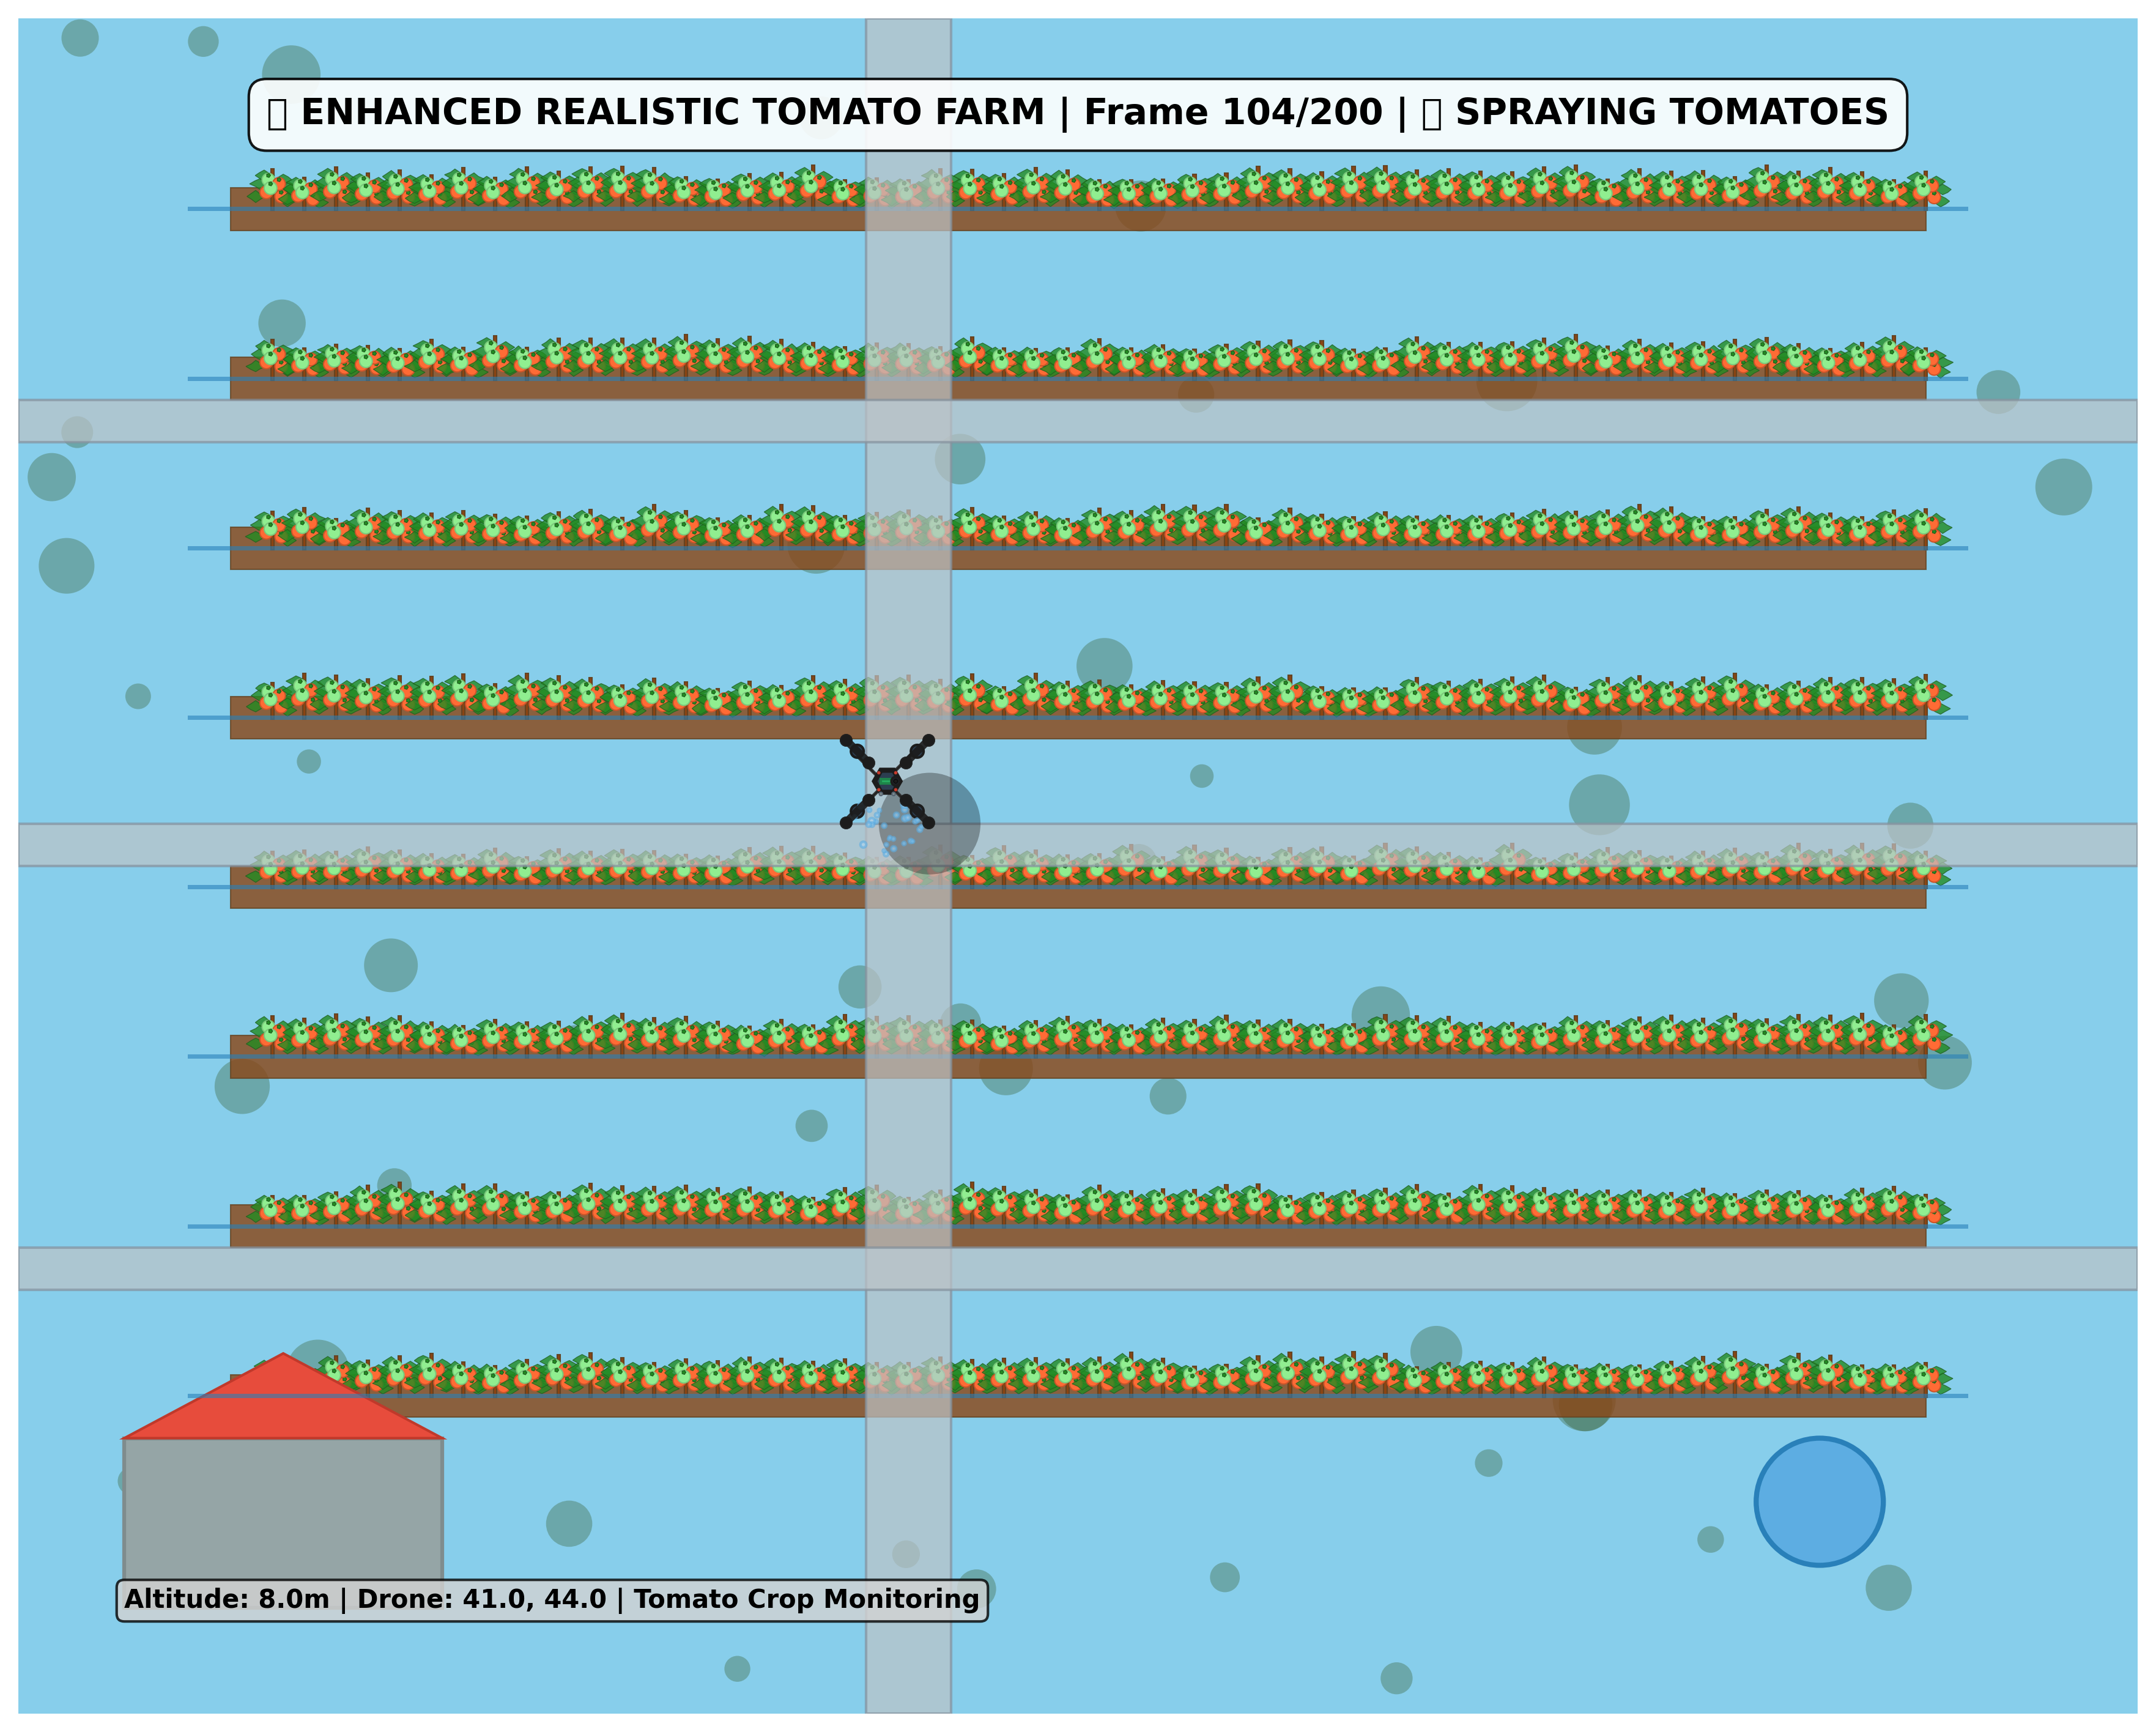 ▯ ENHANCED REALISTIC TOMATO FARM | Frame 104/200 | ▯ SPRAYING TOMATOES
Altitude: 8.0m | Drone: 41.0, 44.0 | Tomato Crop Monitoring